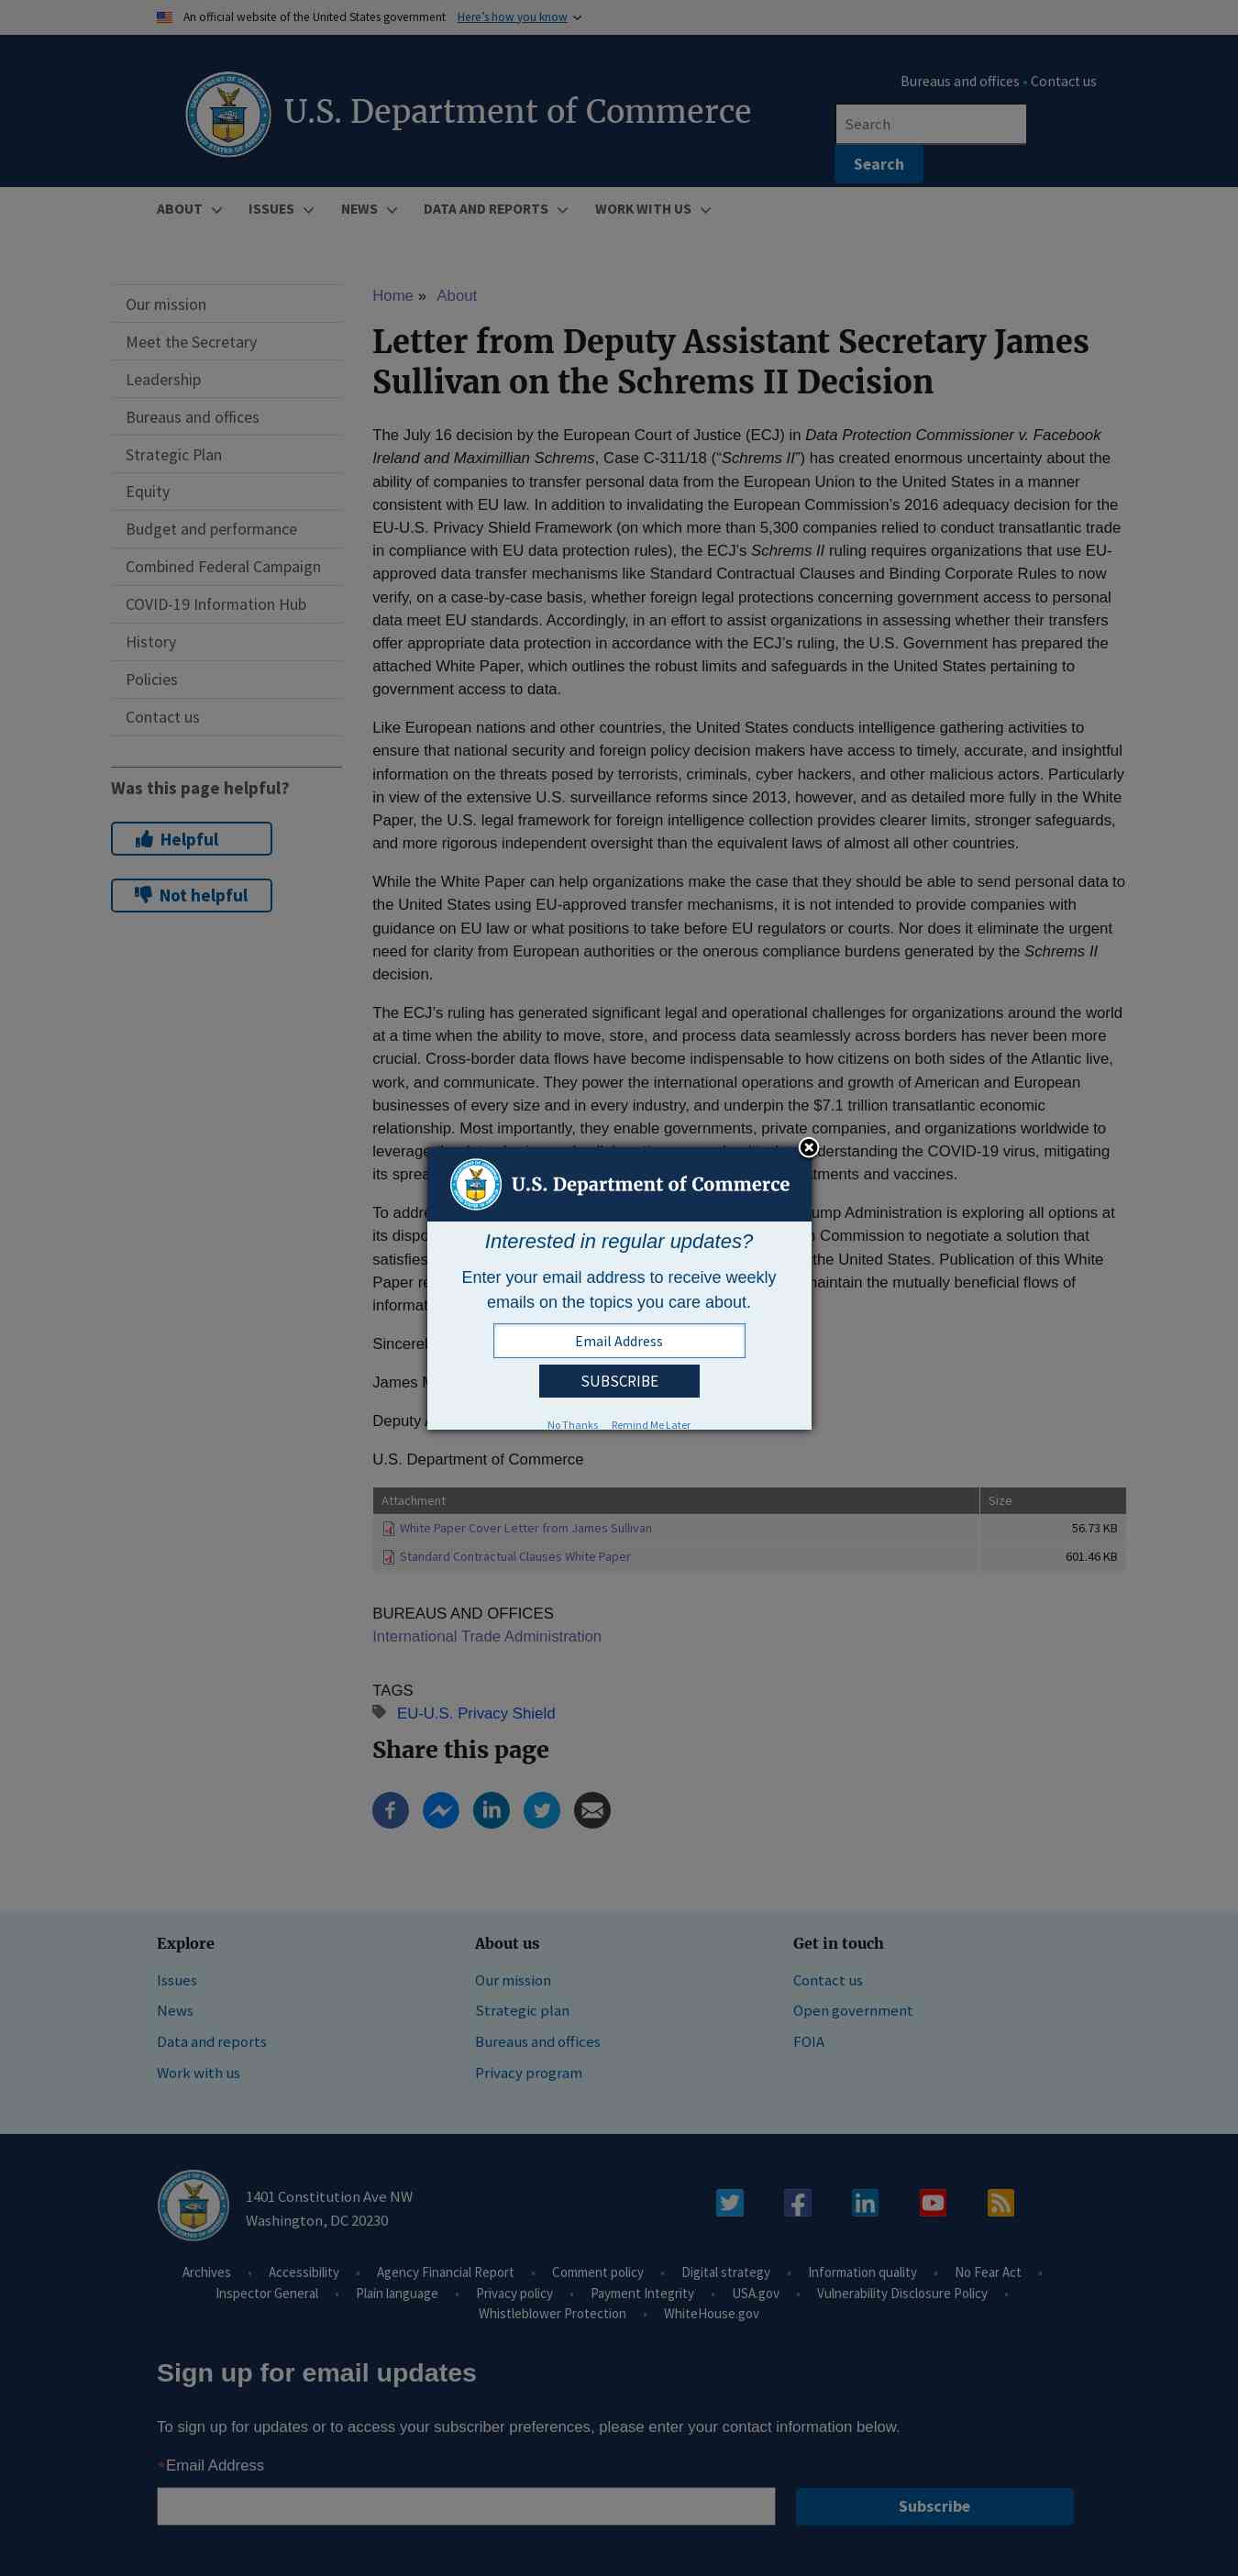 An official website of the United States government Here's how you know
U.S. Department of Commerce
Bureaus and offices • Contact us
Search
Search
ABOUT ISSUES NEWS DATA AND REPORTS WORK WITH US
Our mission
Meet the Secretary
Leadership
Bureaus and offices
Strategic Plan
Equity
Budget and performance
Combined Federal Campaign
COVID-19 Information Hub
History
Policies
Contact us
Was this page helpful?
Helpful
Not helpful
Home » About
Letter from Deputy Assistant Secretary James
Sullivan on the Schrems II Decision
The July 16 decision by the European Court of Justice (ECJ) in Data Protection Commissioner v. Facebook
Ireland and Maximillian Schrems, Case C-311/18 (“Schrems II”) has created enormous uncertainty about the
ability of companies to transfer personal data from the European Union to the United States in a manner
consistent with EU law. In addition to invalidating the European Commission’s 2016 adequacy decision for the
EU-U.S. Privacy Shield Framework (on which more than 5,300 companies relied to conduct transatlantic trade
in compliance with EU data protection rules), the ECJ’s Schrems II ruling requires organizations that use EU-
approved data transfer mechanisms like Standard Contractual Clauses and Binding Corporate Rules to now
verify, on a case-by-case basis, whether foreign legal protections concerning government access to personal
data meet EU standards. Accordingly, in an effort to assist organizations in assessing whether their transfers
offer appropriate data protection in accordance with the ECJ’s ruling, the U.S. Government has prepared the
attached White Paper, which outlines the robust limits and safeguards in the United States pertaining to
government access to data.
Like European nations and other countries, the United States conducts intelligence gathering activities to
ensure that national security and foreign policy decision makers have access to timely, accurate, and insightful
information on the threats posed by terrorists, criminals, cyber hackers, and other malicious actors. Particularly
in view of the extensive U.S. surveillance reforms since 2013, however, and as detailed more fully in the White
Paper, the U.S. legal framework for foreign intelligence collection provides clearer limits, stronger safeguards,
and more rigorous independent oversight than the equivalent laws of almost all other countries.
While the White Paper can help organizations make the case that they should be able to send personal data to
the United States using EU-approved transfer mechanisms, it is not intended to provide companies with
guidance on EU law or what positions to take before EU regulators or courts. Nor does it eliminate the urgent
need for clarity from European authorities or the onerous compliance burdens generated by the Schrems II
decision.
The ECJ’s ruling has generated significant legal and operational challenges for organizations around the world
at a time when the ability to move, store, and process data seamlessly across borders has never been more
crucial. Cross-border data flows have become indispensable to how citizens on both sides of the Atlantic live,
work, and communicate. They power the international operations and growth of American and European
businesses of every size and in every industry, and underpin the $7.1 trillion transatlantic economic
relationship. Most importantly, they enable governments, private companies, and organizations worldwide to
leverage derstanding the COVID-19 virus, mitigating
its tments and vaccines.
To ump Administration is exploring all options at
its Commission to negotiate a solution that
the United States. Publication of this White
Paper maintain the mutually beneficial flows of
James
Deputy
U.S. Department of Commerce
U.S. Department of Commerce
Interested in regular updates?
Enter your email address to receive weekly
emails on the topics you care about.
Email Address
SUBSCRIBE
No Thanks Remind Me Later
Attachment Size
White Paper Cover Letter from James Sullivan 56.73 KB
Standard Contractual Clauses White Paper 601.46 KB
BUREAUS AND OFFICES
International Trade Administration
TAGS
EU-U.S. Privacy Shield
Share this page
Explore
Issues
News
Data and reports
Work with us
About us
Our mission
Strategic plan
Bureaus and offices
Privacy program
Get in touch
Contact us
Open government
FOIA
1401 Constitution Ave NW
Washington, DC 20230
Archives • Accessibility • Agency Financial Report • Comment policy • Digital strategy • Information quality • No Fear Act •
Inspector General • Plain language • Privacy policy • Payment Integrity • USA.gov • Vulnerability Disclosure Policy •
Whistleblower Protection • WhiteHouse.gov
Sign up for email updates
To sign up for updates or to access your subscriber preferences, please enter your contact information below.
*Email Address
Subscribe